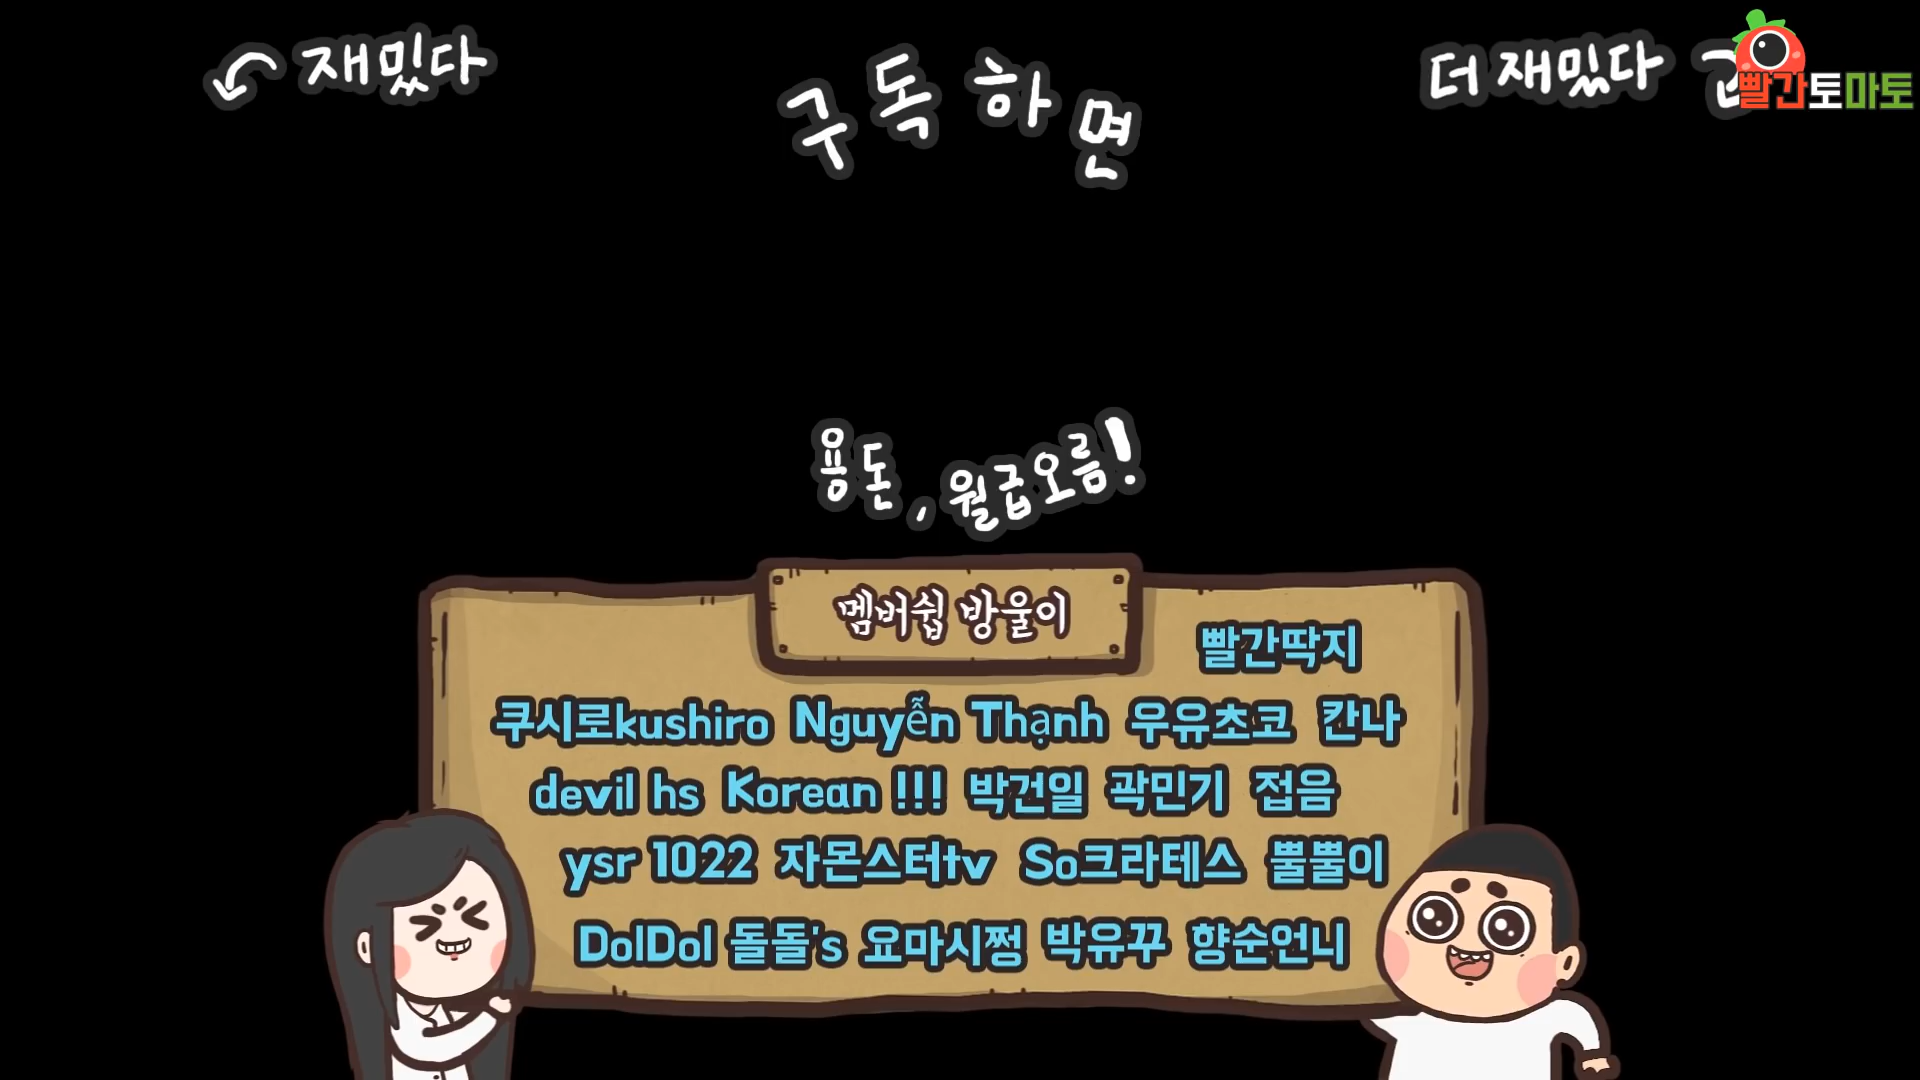 재밌다
구독하면
더 재밌다
빨간토마토
용돈, 월급오름!
멤버쉽 방울이
빨간딱지
쿠시로kushiro Nguyễn Thạnh 우유초코 칸나
devil hs Korean !!! 박건일 곽민기 접음
ysr 1022 자몬스터tv So크라테스 뿔뿔이
DolDol 돌돌's 요마시쩡 박유꾸 향순언니